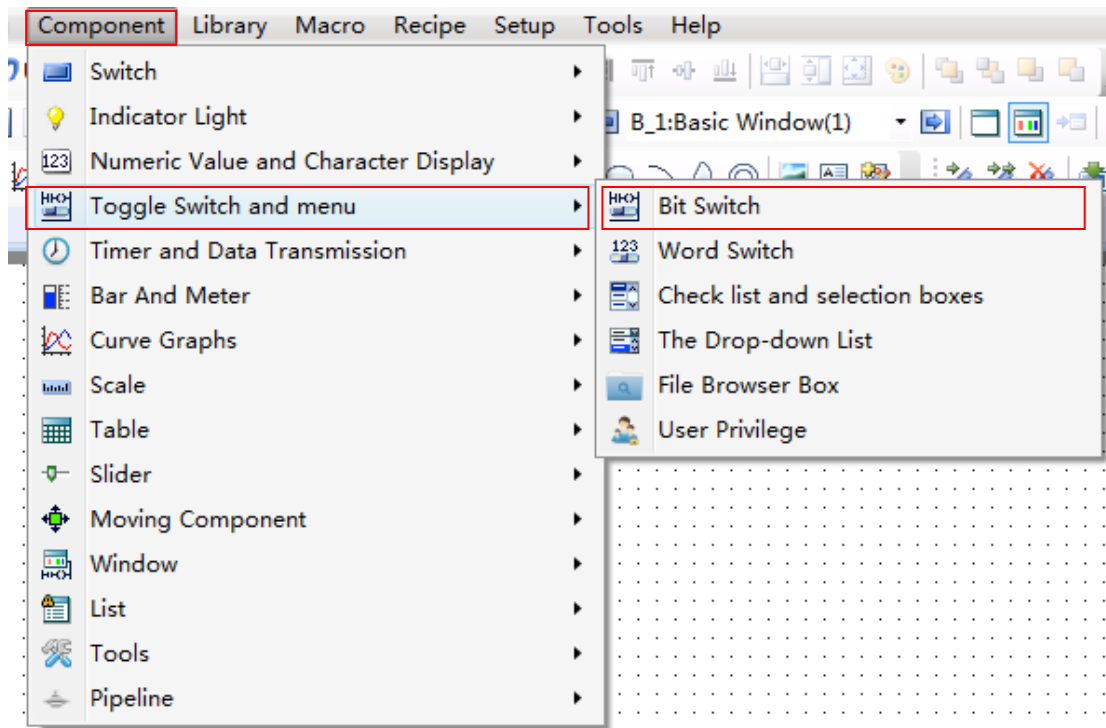 Component Library Macro Recipe Setup Tools Help
Switch
Indicator Light
B_1:Basic Window(1)
123 Numeric Value and Character Display
Toggle Switch and menu
Bit Switch
Timer and Data Transmission
123 Word Switch
Bar And Meter
Check list and selection boxes
Curve Graphs
The Drop-down List
Scale
File Browser Box
Table
User Privilege
Slider
Moving Component
Window
List
Tools
Pipeline